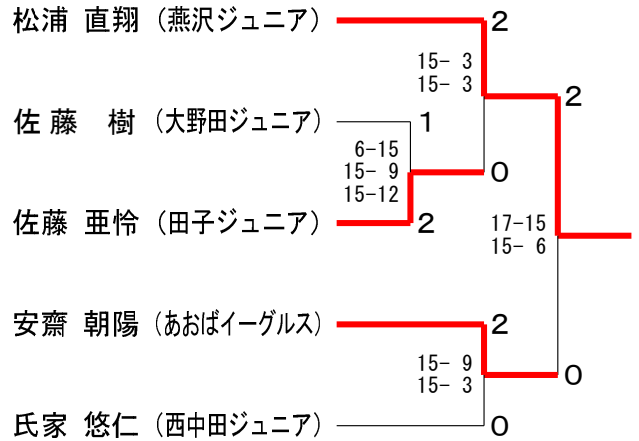 松浦 直翔 (燕沢ジュニア) 2
15- 3
15- 3
2
佐藤 樹 (大野田ジュニア) 1
6-15
15- 9
15-12
0
佐藤 亜怜 (田子ジュニア) 2
17-15
15- 6
安齋 朝陽 (あおばイーグルス) 2
15- 9
15- 3
0
氏家 悠仁 (西中田ジュニア) 0